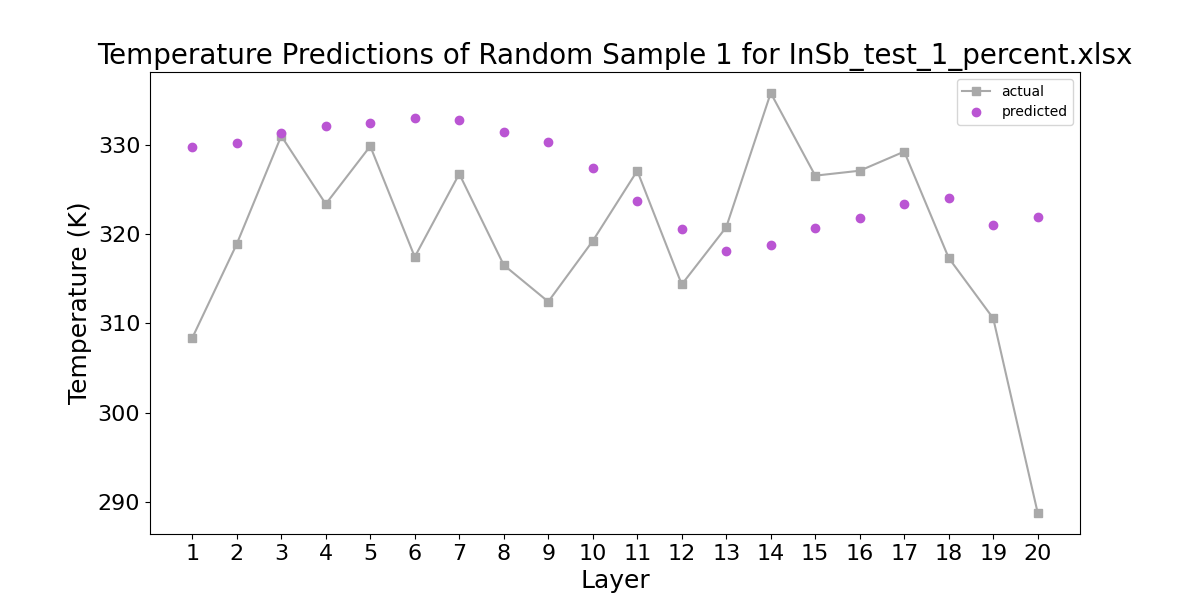 Temperature Predictions of Random Sample 1 for InSb_test_1_percent.xlsx
actual
predicted
Temperature (K)
330
320
310
300
290
1 2 3 4 5 6 7 8 9 10 11 12 13 14 15 16 17 18 19 20
Layer